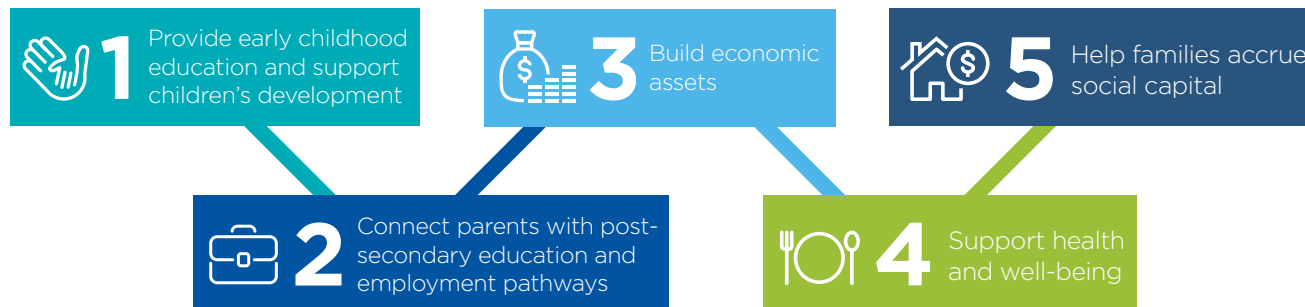 1
Provide early childhood
education and support
children's development
2
Connect parents with post-
secondary education and
employment pathways
$
3
Build economic
assets
4
Support health
and well-being
$
5
Help families accrue
social capital